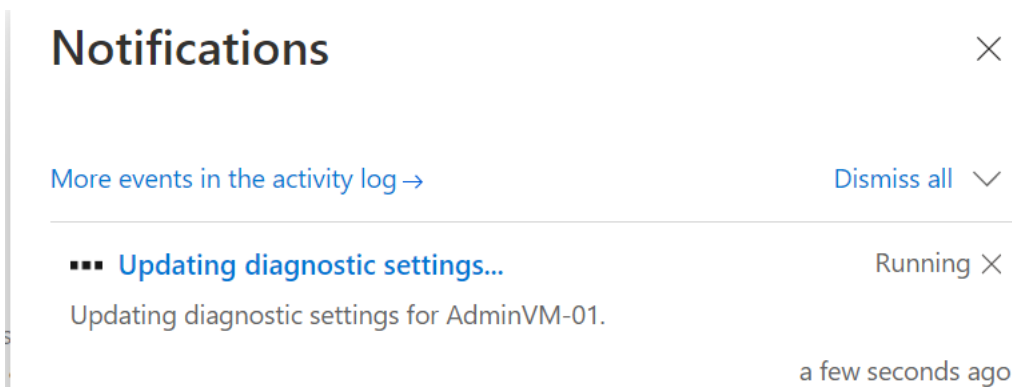 Notifications
More events in the activity log →
Dismiss all
Updating diagnostic settings...
Running
Updating diagnostic settings for AdminVM-01.
a few seconds ago